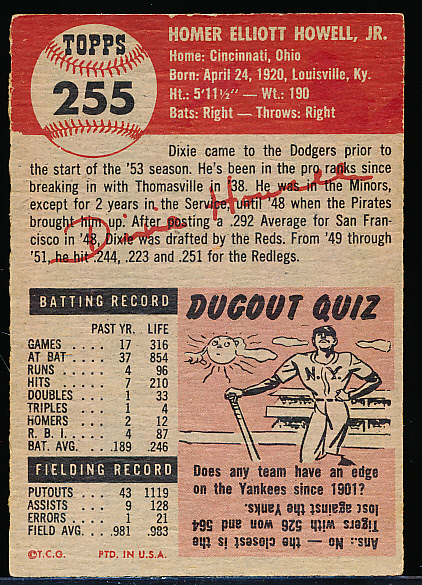 TOPPS
255
HOMER ELLIOTT HOWELL, JR.
Home: Cincinnati, Ohio
Born: April 24, 1920, Louisville, Ky.
Ht.: 5'11½" — Wt.: 190
Bats: Right — Throws: Right
Dixie came to the Dodgers prior to
the start of the '53 season. He's been in the pro ranks since
breaking in with Thomasville in '38. He was in the Minors,
except for 2 years in the Service, until '48 when the Pirates
brought him up. After posting a .292 Average for San Fran-
cisco in '48, Dixie was drafted by the Reds. From '49 through
'51, he hit .244, .223 and .251 for the Redlegs.
Dixie Howell
BATTING RECORD
PAST YR. LIFE
GAMES . . . . 17 316
AT BAT . . . . 37 854
RUNS . . . . 4 96
HITS . . . . 7 210
DOUBLES . . . 1 33
TRIPLES . . . 1 4
HOMERS . . . 2 12
R. B. I. . . . . 4 87
BAT. AVG. . . .189 .246
FIELDING RECORD
PUTOUTS . . 43 1119
ASSISTS . . . 9 128
ERRORS . . . 1 21
FIELD AVG. . .981 .983
©T.C.G. PTD. IN U.S.A.
DUGOUT QUIZ
N.Y.
Does any team have an edge
on the Yankees since 1901?
Ans.: No — the closest is the
Tigers with 526 won and 564
lost against the Yanks.